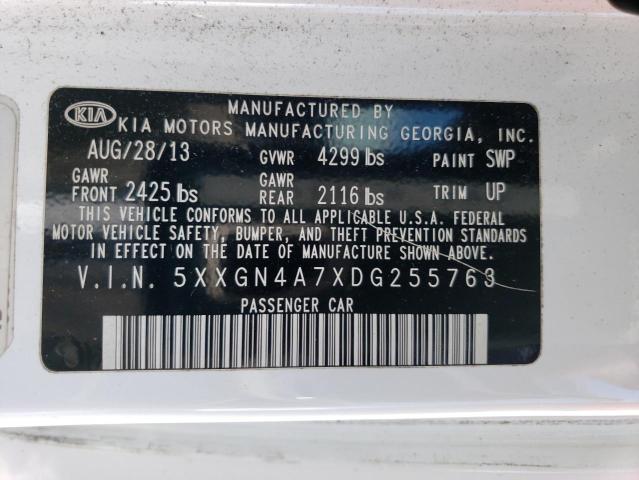 MANUFACTURED BY
KIA KIA MOTORS MANUFACTURING GEORGIA, INC.
AUG/28/13 GVWR 4299 lbs PAINT SWP
GAWR FRONT 2425 lbs GAWR REAR 2116 lbs TRIM UP
THIS VEHICLE CONFORMS TO ALL APPLICABLE U.S.A. FEDERAL
MOTOR VEHICLE SAFETY, BUMPER, AND THEFT PREVENTION STANDARDS
IN EFFECT ON THE DATE OF MANUFACTURE SHOWN ABOVE.
V.I.N. 5XXGN4A7XDG255763
PASSENGER CAR